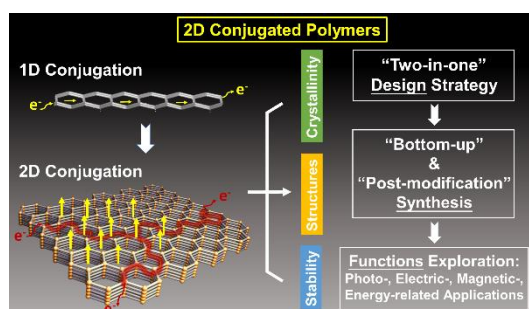 2D Conjugated Polymers
1D Conjugation
e-
e-
2D Conjugation
e-
e-
e-
Crystallinity
Structures
Stability
“Two-in-one”
Design Strategy
“Bottom-up”
&
“Post-modification”
Synthesis
Functions Exploration:
Photo-, Electric-, Magnetic-,
Energy-related Applications